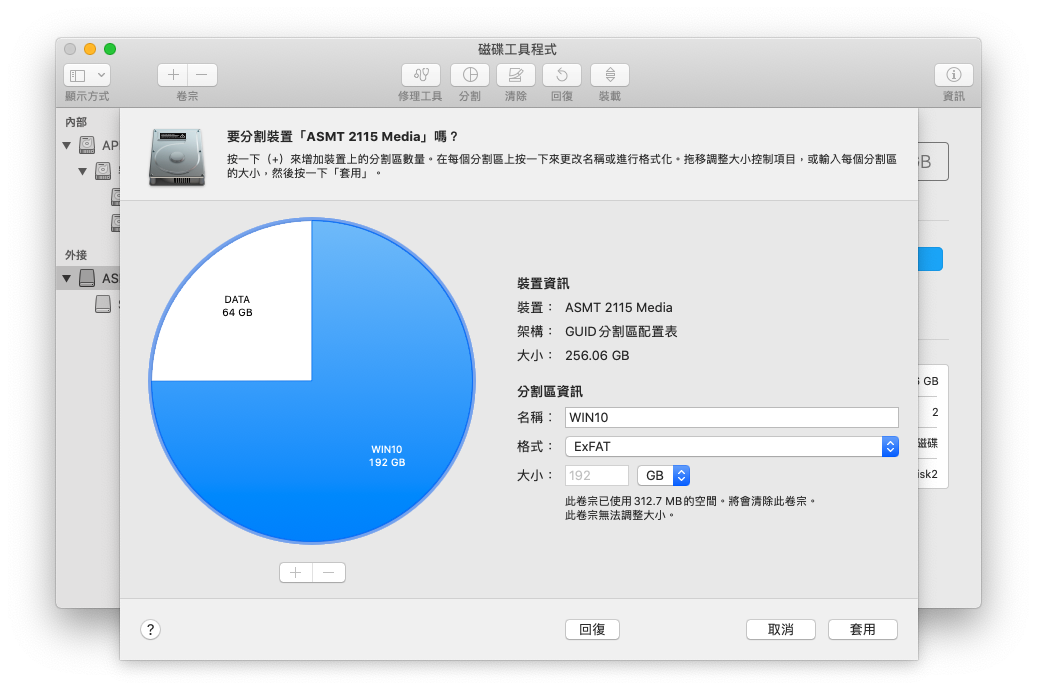 磁碟工具程式
顯示方式
卷宗
修理工具
分割
清除
回復
裝載
資訊
內部
外接
要分割裝置「ASMT 2115 Media」嗎？
按一下（+）來增加裝置上的分割區數量。在每個分割區上按一下來更改名稱或進行格式化。拖移調整大小控制項目，或輸入每個分割區
的大小，然後按一下「套用」。
DATA
64 GB
WIN10
192 GB
裝置資訊
裝置： ASMT 2115 Media
架構： GUID分割區配置表
大小： 256.06 GB
分割區資訊
名稱： WIN10
格式： ExFAT
大小： 192 GB
此卷宗已使用312.7 MB的空間。將會清除此卷宗。
此卷宗無法調整大小。
GB
2
磁碟
? 回復 取消 套用